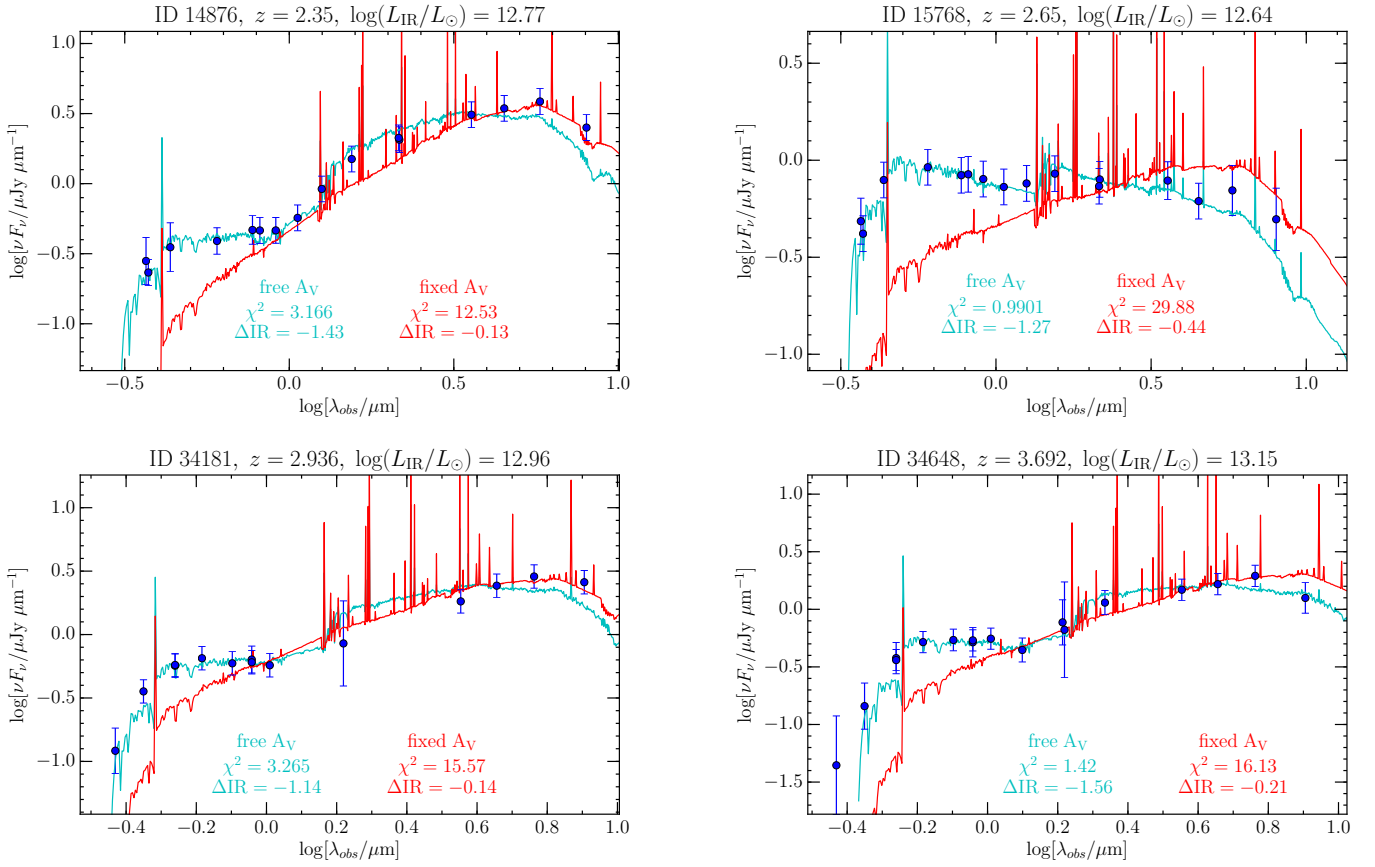 ID 14876, z = 2.35, log(L_IR/L_⊙) = 12.77
1.0
0.5
0.0
−0.5
−1.0
log[νF_ν/μJy μm⁻¹]
free A_V
χ² = 3.166
ΔIR = −1.43
fixed A_V
χ² = 12.53
ΔIR = −0.13
−0.5 0.0 0.5 1.0
log[λ_obs/μm]
ID 15768, z = 2.65, log(L_IR/L_⊙) = 12.64
0.5
0.0
−0.5
−1.0
log[νF_ν/μJy μm⁻¹]
free A_V
χ² = 0.9901
ΔIR = −1.27
fixed A_V
χ² = 29.88
ΔIR = −0.44
−0.5 0.0 0.5 1.0
log[λ_obs/μm]
ID 34181, z = 2.936, log(L_IR/L_⊙) = 12.96
1.0
0.5
0.0
−0.5
−1.0
log[νF_ν/μJy μm⁻¹]
free A_V
χ² = 3.265
ΔIR = −1.14
fixed A_V
χ² = 15.57
ΔIR = −0.14
−0.4 −0.2 0.0 0.2 0.4 0.6 0.8 1.0
log[λ_obs/μm]
ID 34648, z = 3.692, log(L_IR/L_⊙) = 13.15
1.0
0.5
0.0
−0.5
−1.0
−1.5
log[νF_ν/μJy μm⁻¹]
free A_V
χ² = 1.42
ΔIR = −1.56
fixed A_V
χ² = 16.13
ΔIR = −0.21
−0.4 −0.2 0.0 0.2 0.4 0.6 0.8 1.0
log[λ_obs/μm]